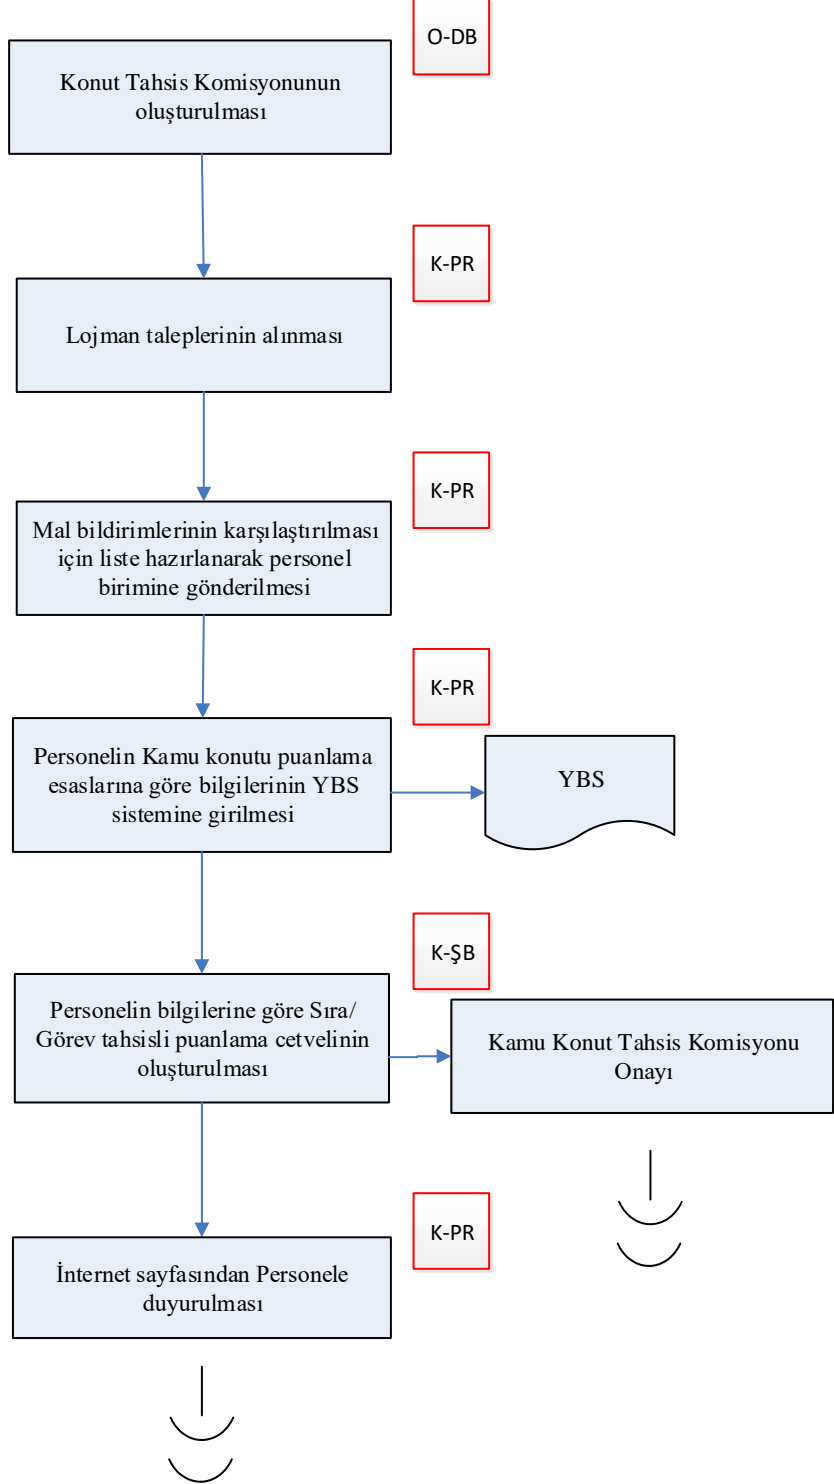 O-DB
Konut Tahsis Komisyonunun
oluşturulması
K-PR
Lojman taleplerinin alınması
K-PR
Mal bildirimlerinin karşılaştırılması
için liste hazırlanarak personel
birimine gönderilmesi
K-PR
Personelin Kamu konutu puanlama
esaslarına göre bilgilerinin YBS
sistemine girilmesi
YBS
K-ŞB
Personelin bilgilerine göre Sıra/
Görev tahsisli puanlama cetvelinin
oluşturulması
Kamu Konut Tahsis Komisyonu
Onayı
K-PR
İnternet sayfasından Personele
duyurulması